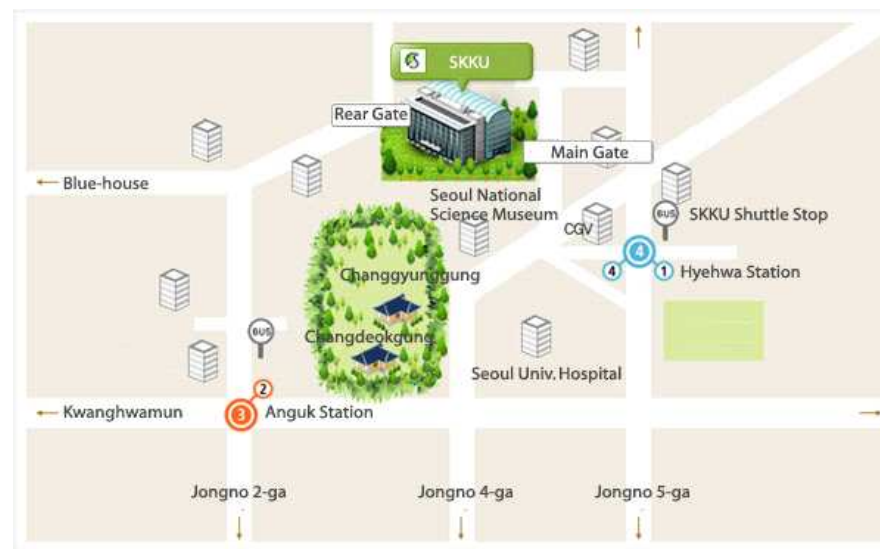 SKKU
Rear Gate
Main Gate
Blue-house
Seoul National
Science Museum
BUS
SKKU Shuttle Stop
CGV
4
4
1
Hyehwa Station
Changgyunggung
BUS
Changdeokgung
Seoul Univ. Hospital
2
Kwanghwamun
3
Anguk Station
Jongno 2-ga
Jongno 4-ga
Jongno 5-ga